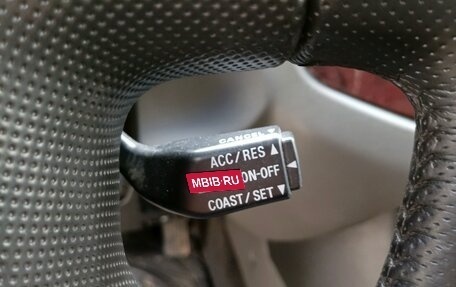 CANCEL ▼
ACC/RES ▲
MBIB·RU ON-OFF ◀
COAST/SET ▼